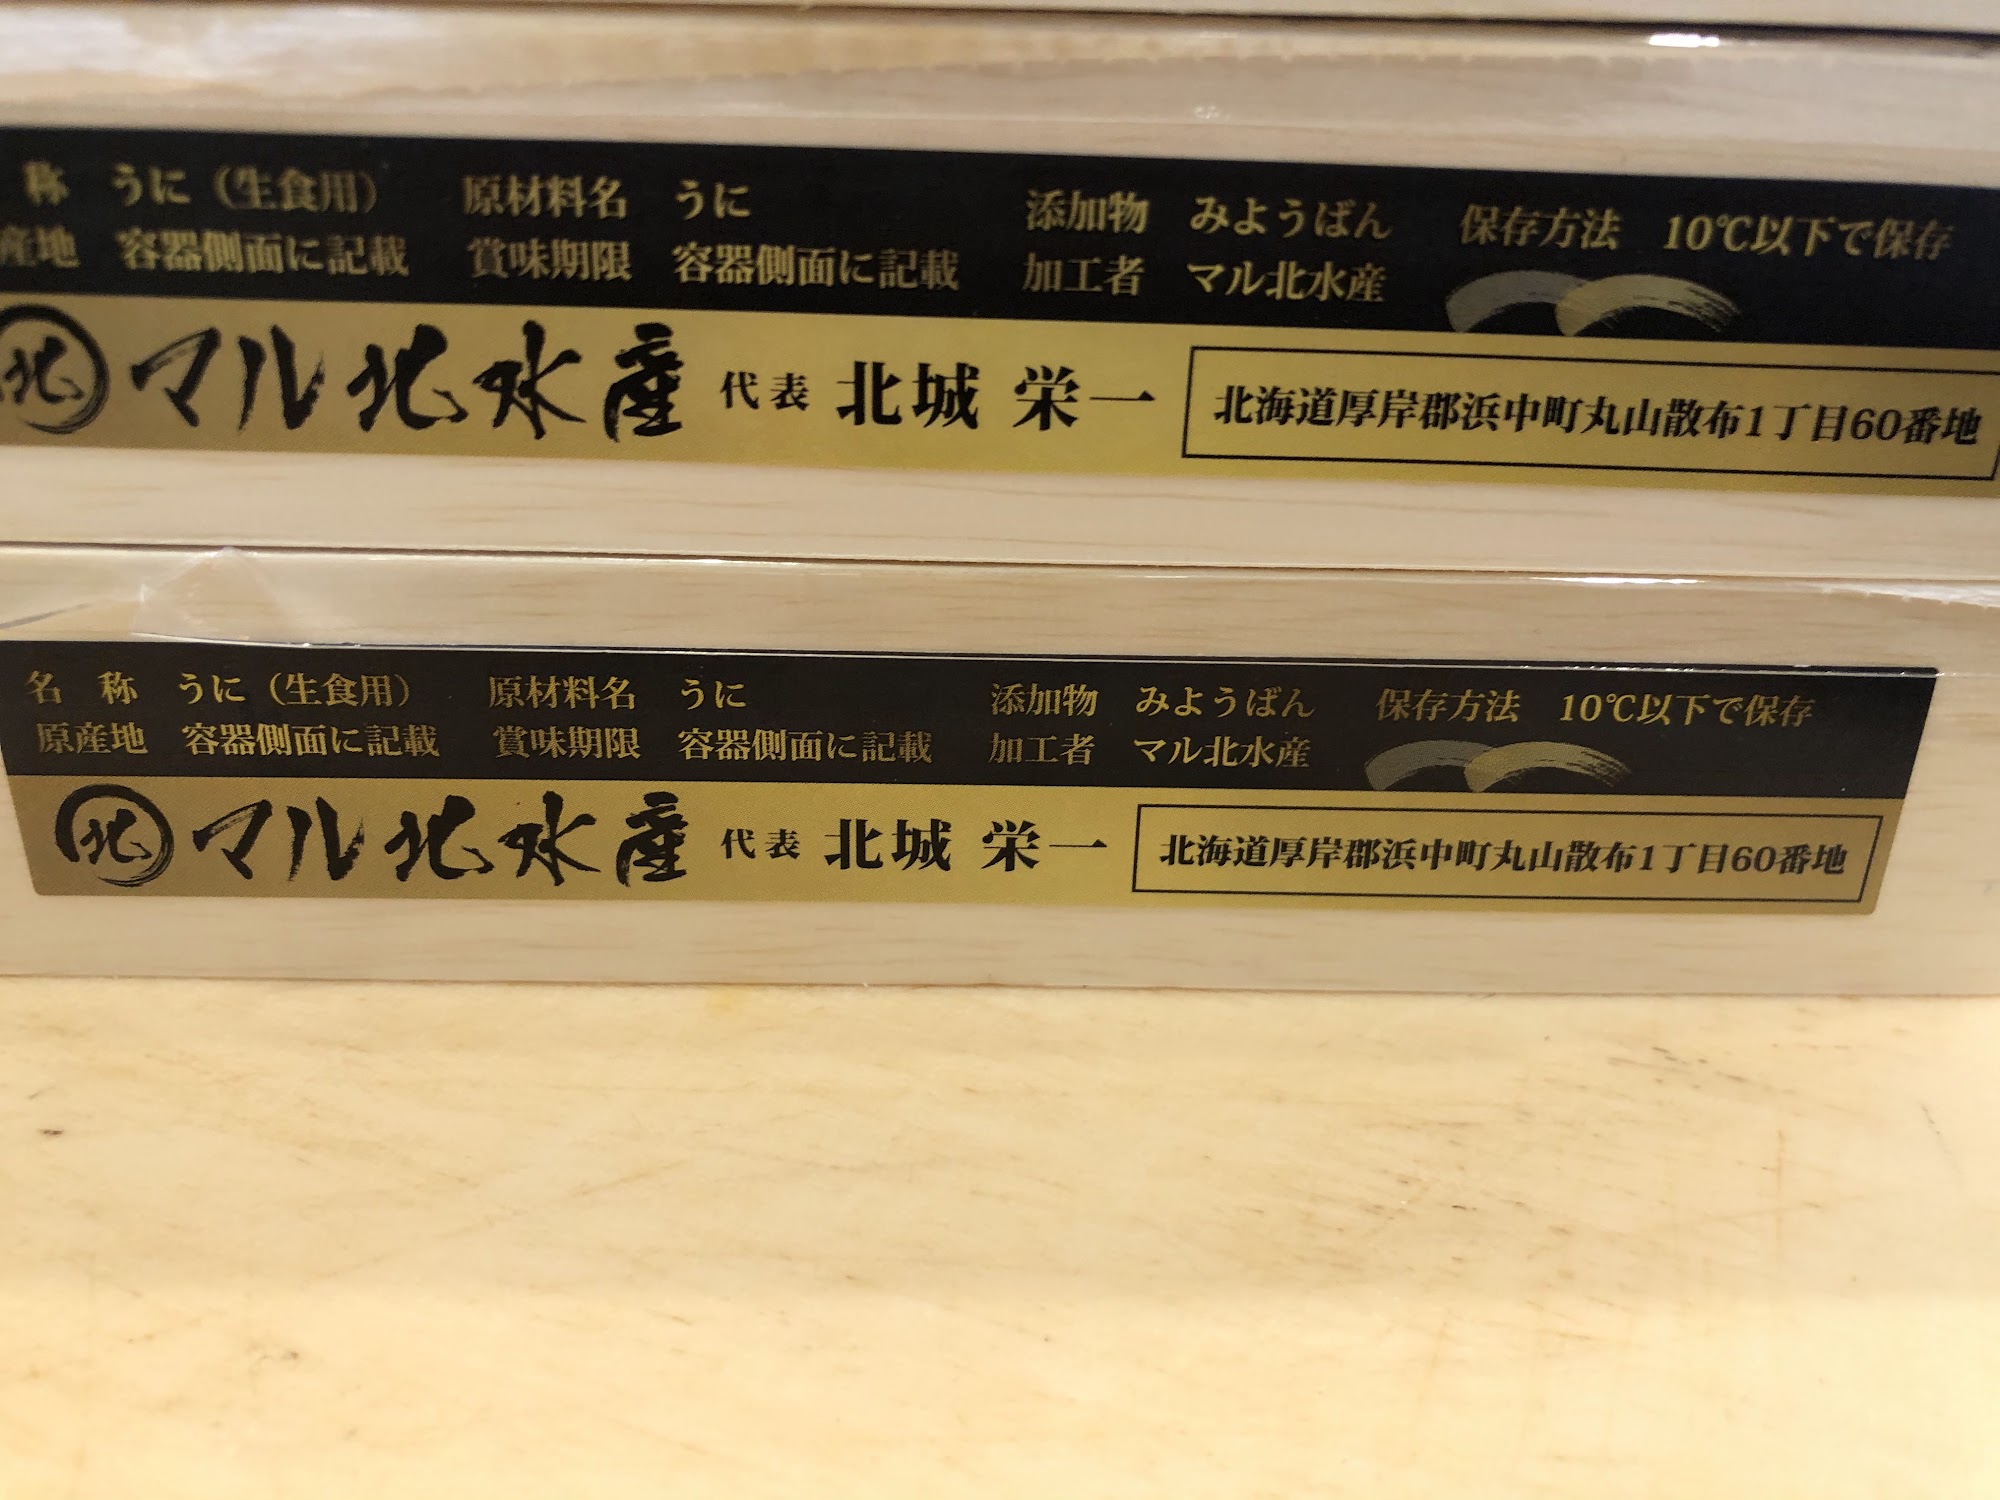 称 うに（生食用） 原材料名 うに 添加物 みようばん 保存方法 10℃以下で保存
産地 容器側面に記載 賞味期限 容器側面に記載 加工者 マル北水産
北 マル北水産 代表 北城 栄一 北海道厚岸郡浜中町丸山散布1丁目60番地
名 称 うに（生食用） 原材料名 うに 添加物 みようばん 保存方法 10℃以下で保存
原産地 容器側面に記載 賞味期限 容器側面に記載 加工者 マル北水産
北 マル北水産 代表 北城 栄一 北海道厚岸郡浜中町丸山散布1丁目60番地